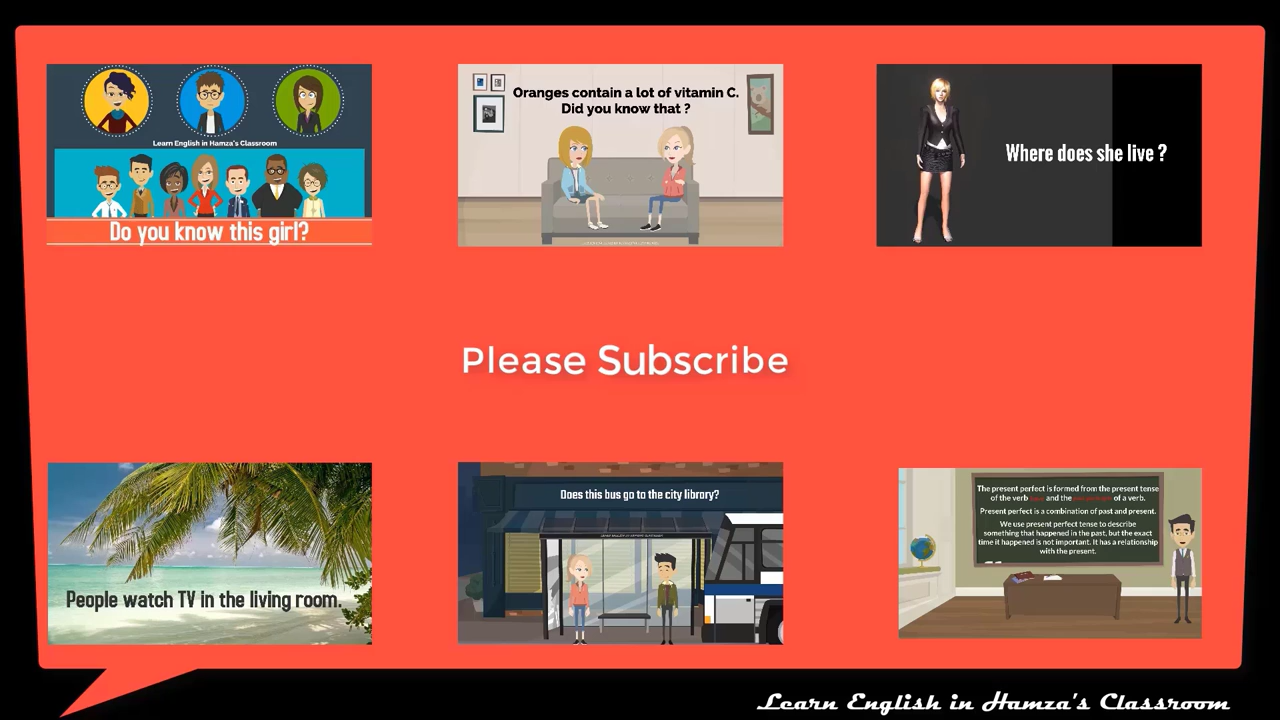 Learn English in Hamza's Classroom
Do you know this girl?
Oranges contain a lot of vitamin C.
Did you know that ?
Where does she live ?
Please Subscribe
People watch TV in the living room.
Does this bus go to the city library?
The present perfect is formed from the present tense
of the verb and the of a verb.
Present perfect is a combination of past and present.
We use present perfect tense to describe
something that happened in the past, but the exact
time it happened is not important. It has a relationship
with the present.
Learn English in Hamza's Classroom